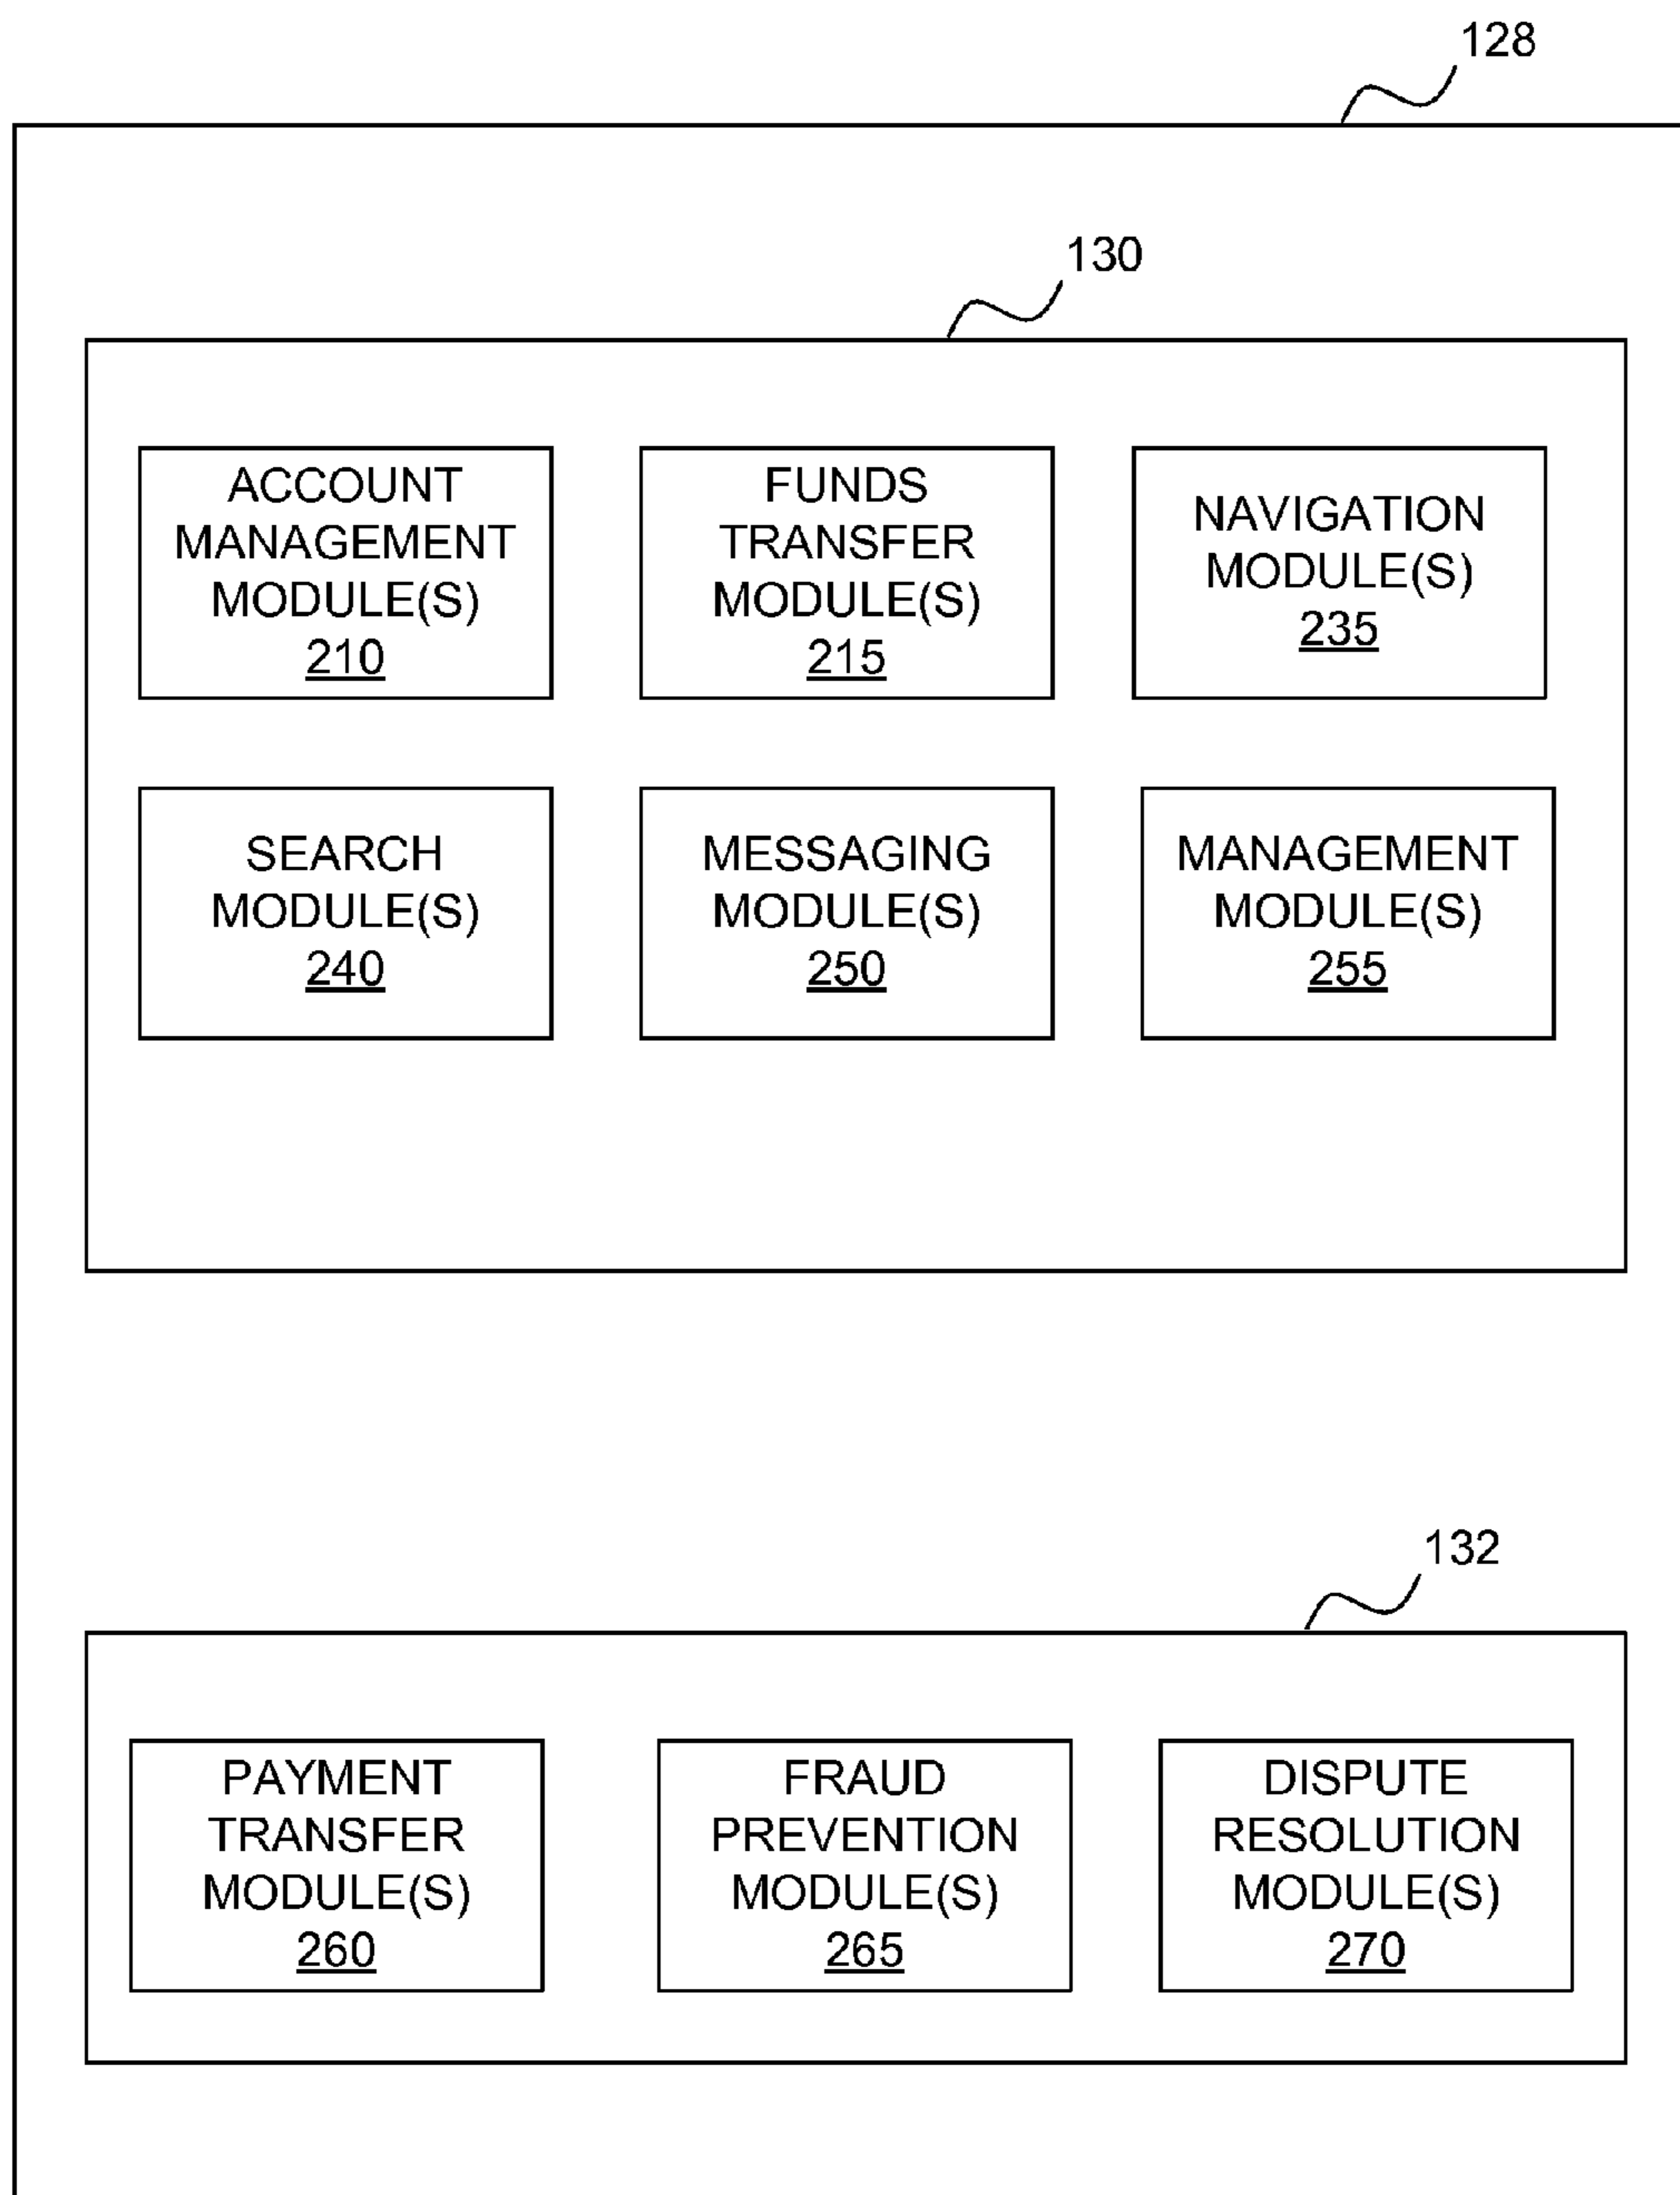 128
130
ACCOUNT
MANAGEMENT
MODULE(S)
210
FUNDS
TRANSFER
MODULE(S)
215
NAVIGATION
MODULE(S)
235
SEARCH
MODULE(S)
240
MESSAGING
MODULE(S)
250
MANAGEMENT
MODULE(S)
255
132
PAYMENT
TRANSFER
MODULE(S)
260
FRAUD
PREVENTION
MODULE(S)
265
DISPUTE
RESOLUTION
MODULE(S)
270